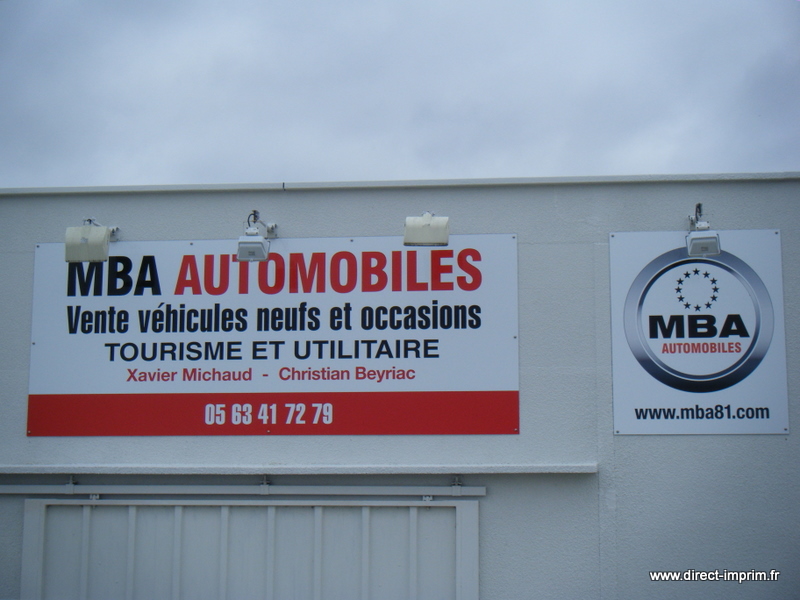 MBA AUTOMOBILES
Vente véhicules neufs et occasions
TOURISME ET UTILITAIRE
Xavier Michaud - Christian Beyriac
05 63 41 72 79
MBA
AUTOMOBILES
www.mba81.com
www.direct-imprim.fr